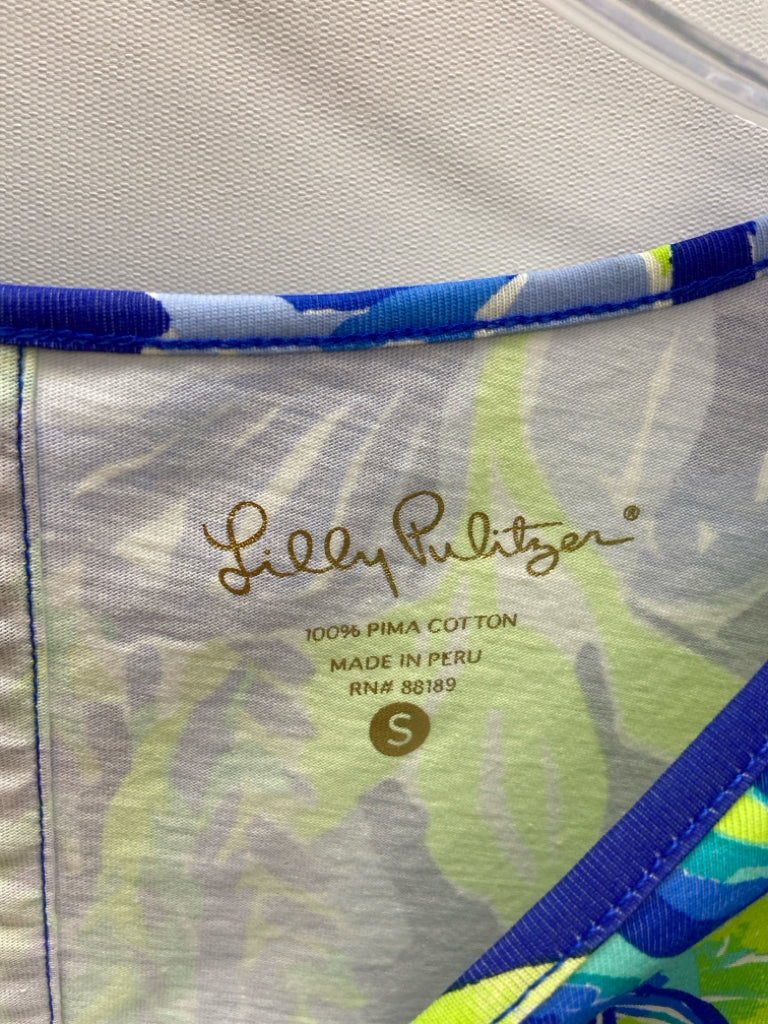 Lilly Pulitzer®
100% PIMA COTTON
MADE IN PERU
RN# 88189
S